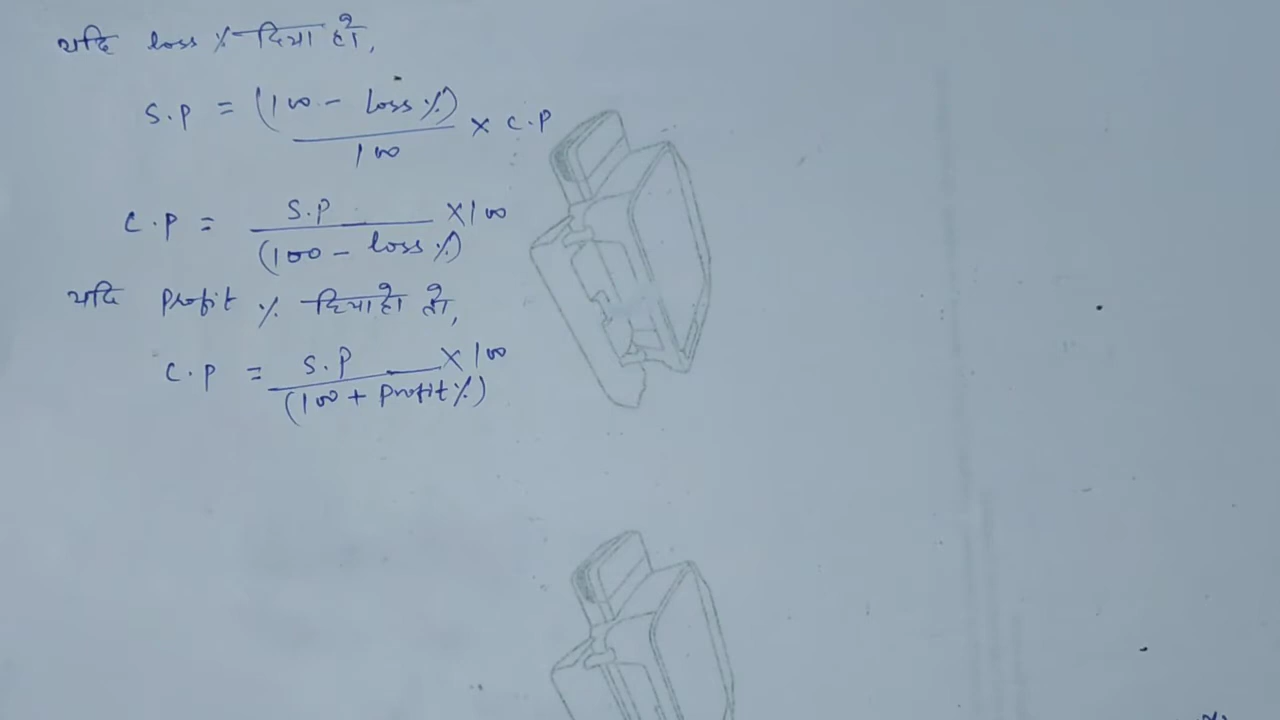 यदि loss % दिया हो,
S.P = (100 - loss %) / 100 × C.P
C.P = S.P / (100 - loss %) × 100
यदि Profit % दिया हो तो,
C.P = S.P / (100 + Profit %) × 100